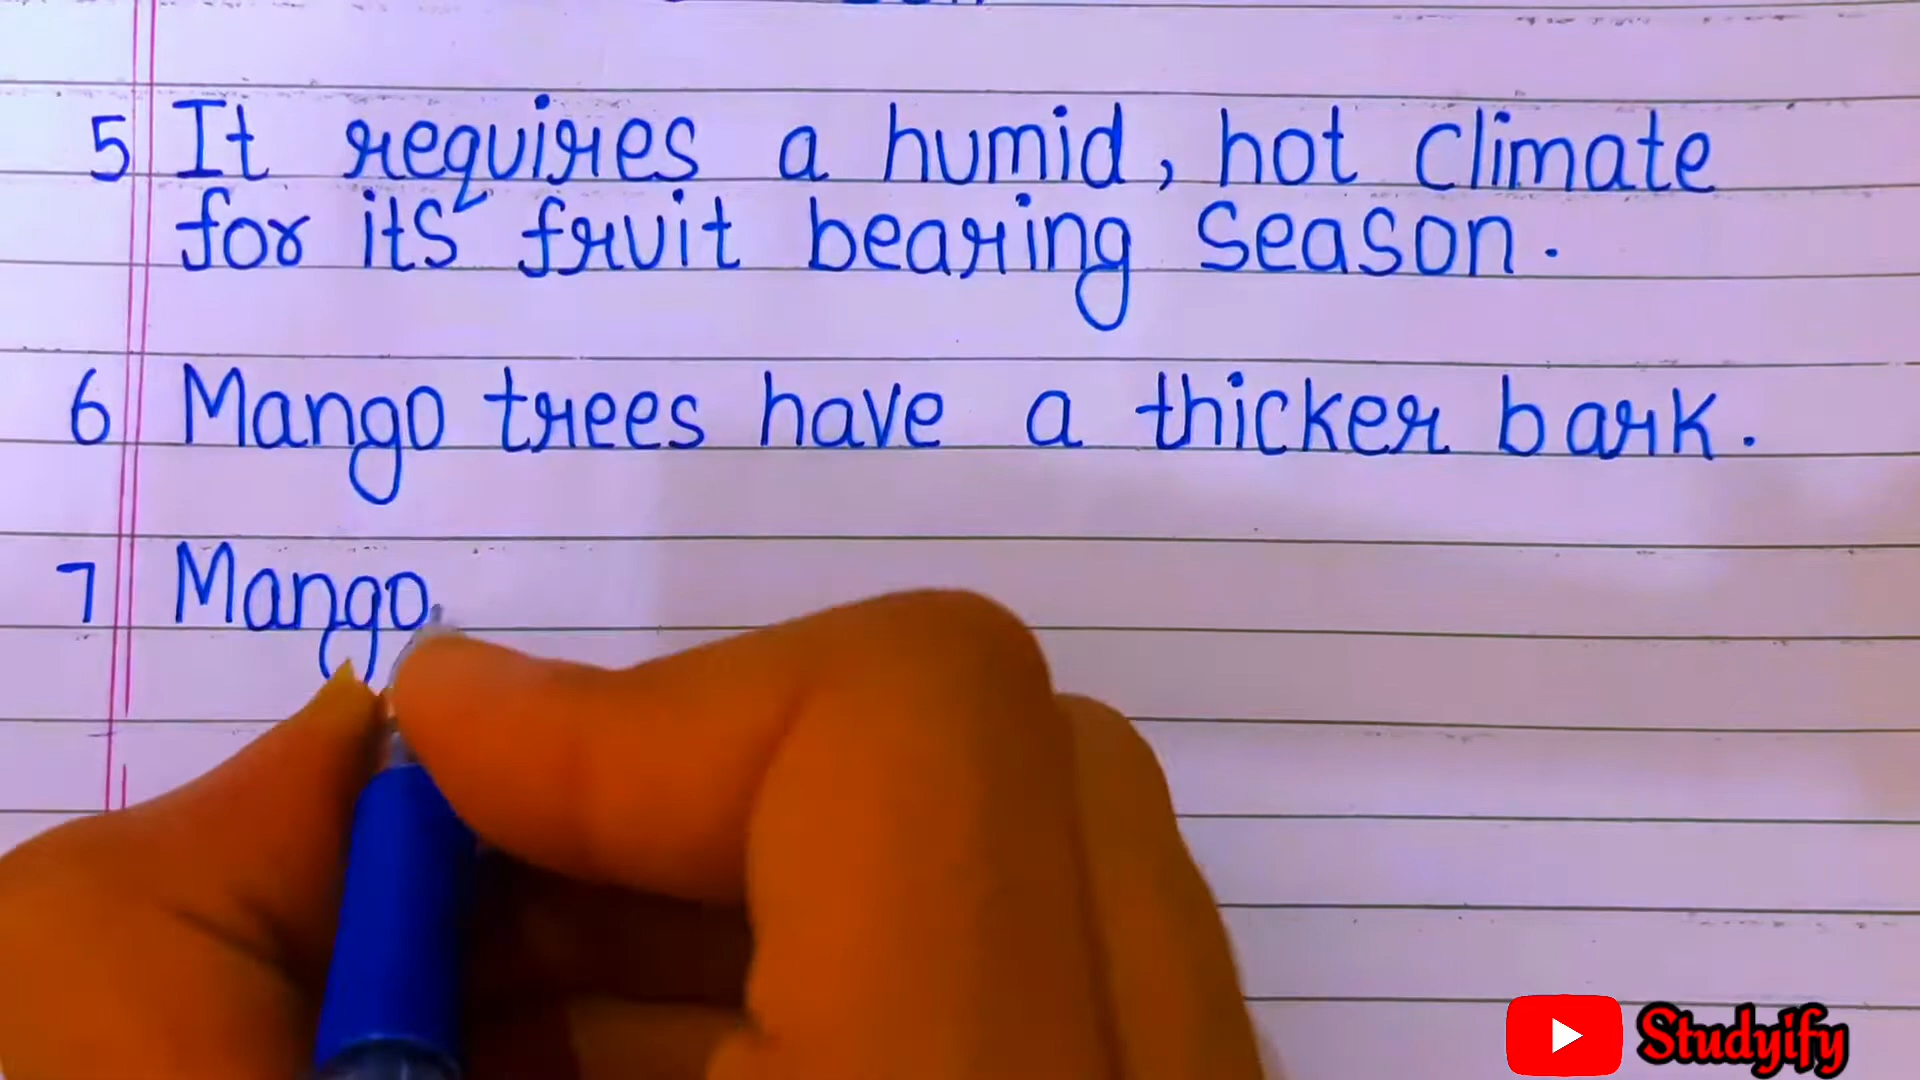 5 It requires a humid, hot climate
for its fruit bearing season.
6 Mango trees have a thicker bark.
7 Mango
Studyify